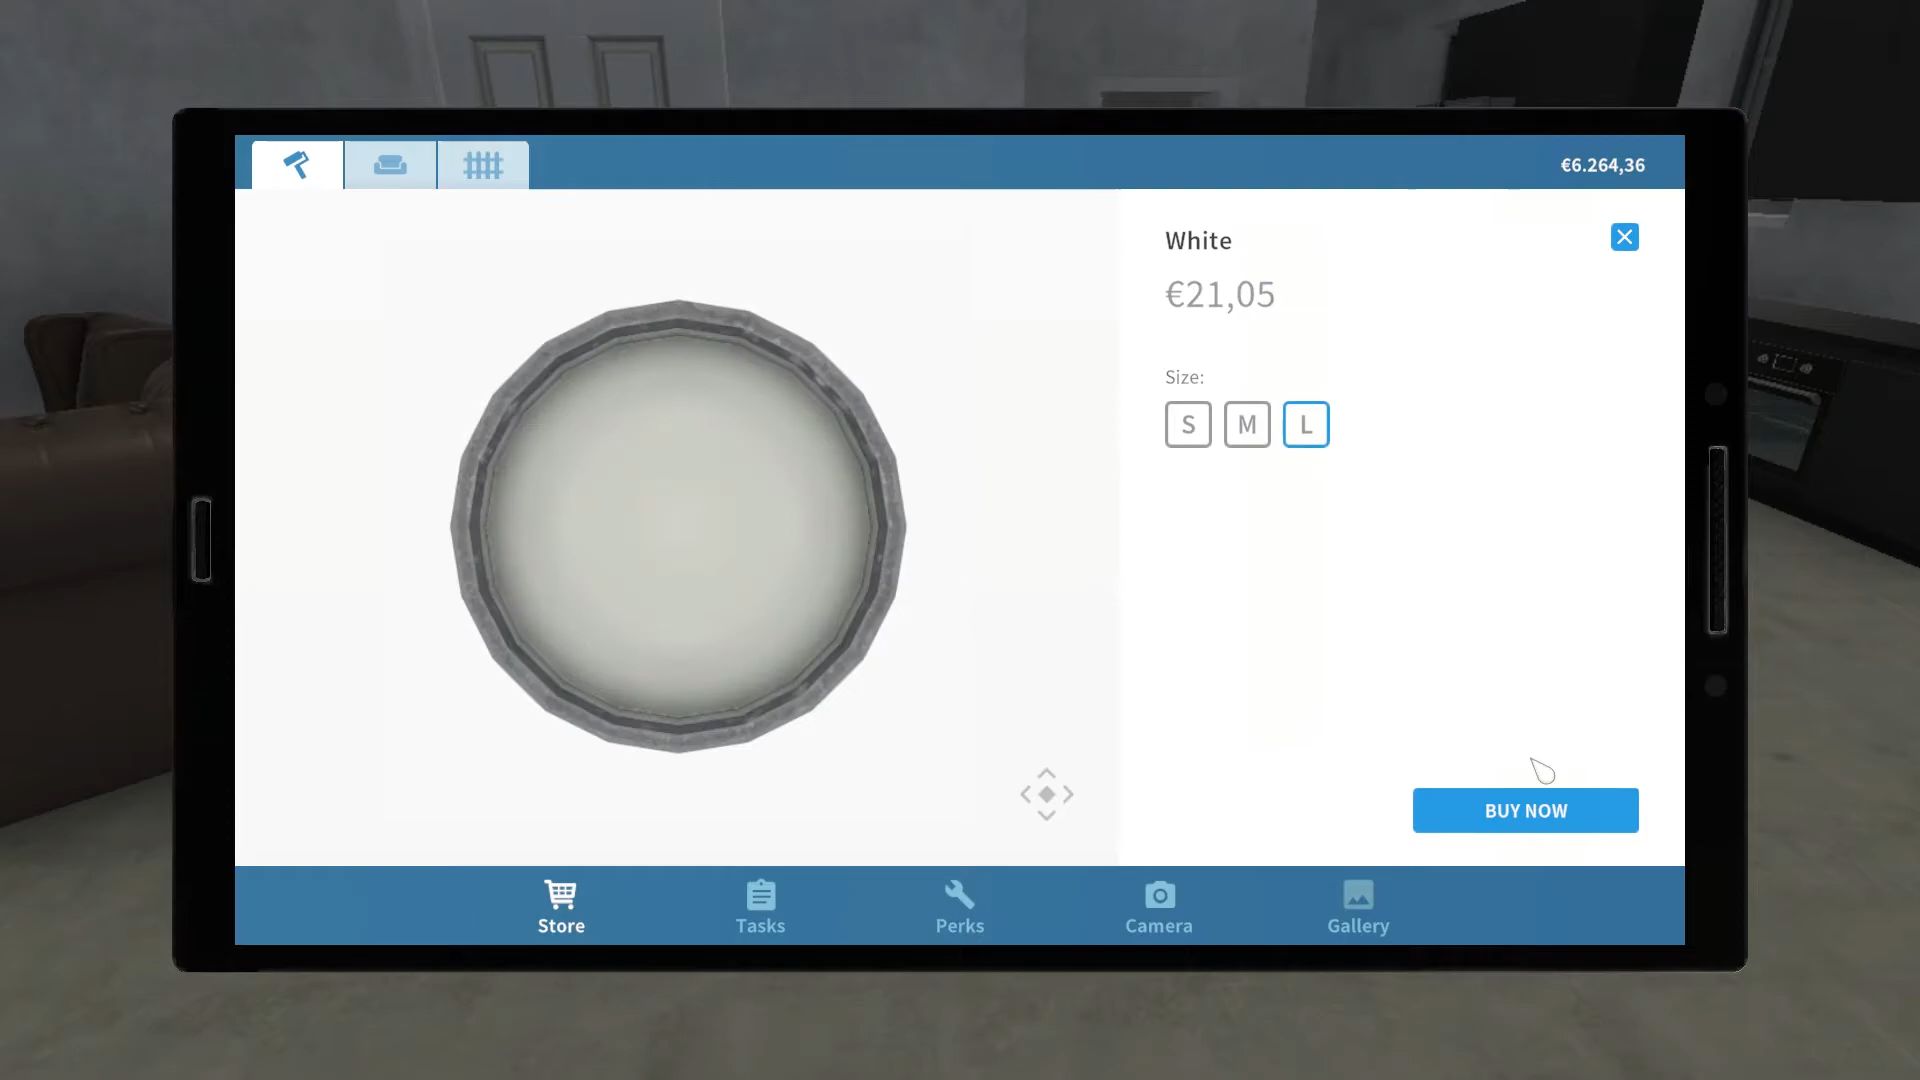 €6.264,36
White
€21,05
Size:
S M L
BUY NOW
Store Tasks Perks Camera Gallery